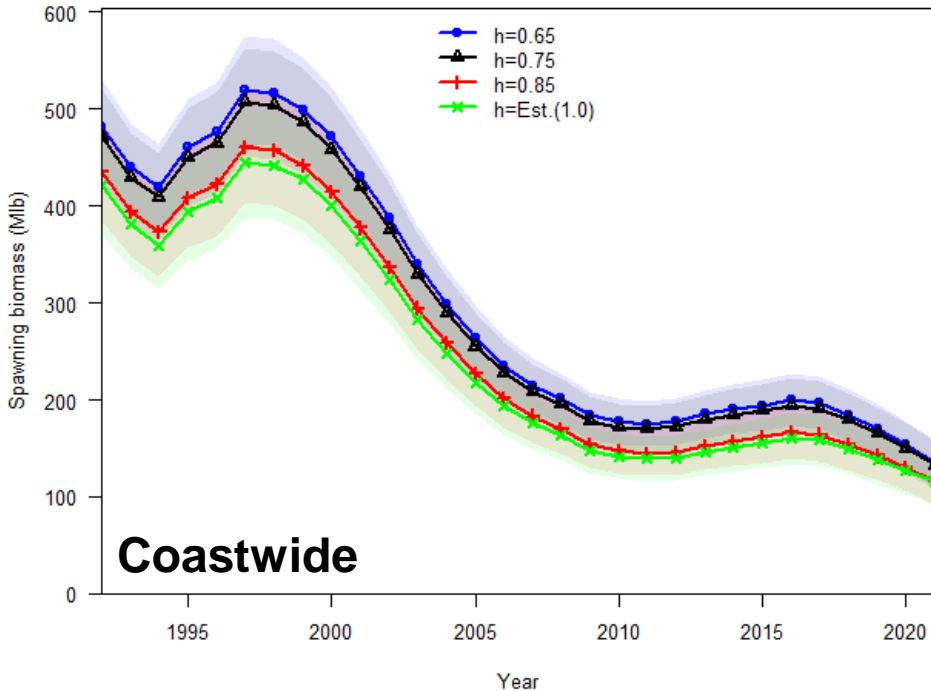 600
500
400
300
200
100
0
Spawning biomass (Mlb)
h=0.65
h=0.75
h=0.85
h=Est.(1.0)
Coastwide
1995 2000 2005 2010 2015 2020
Year